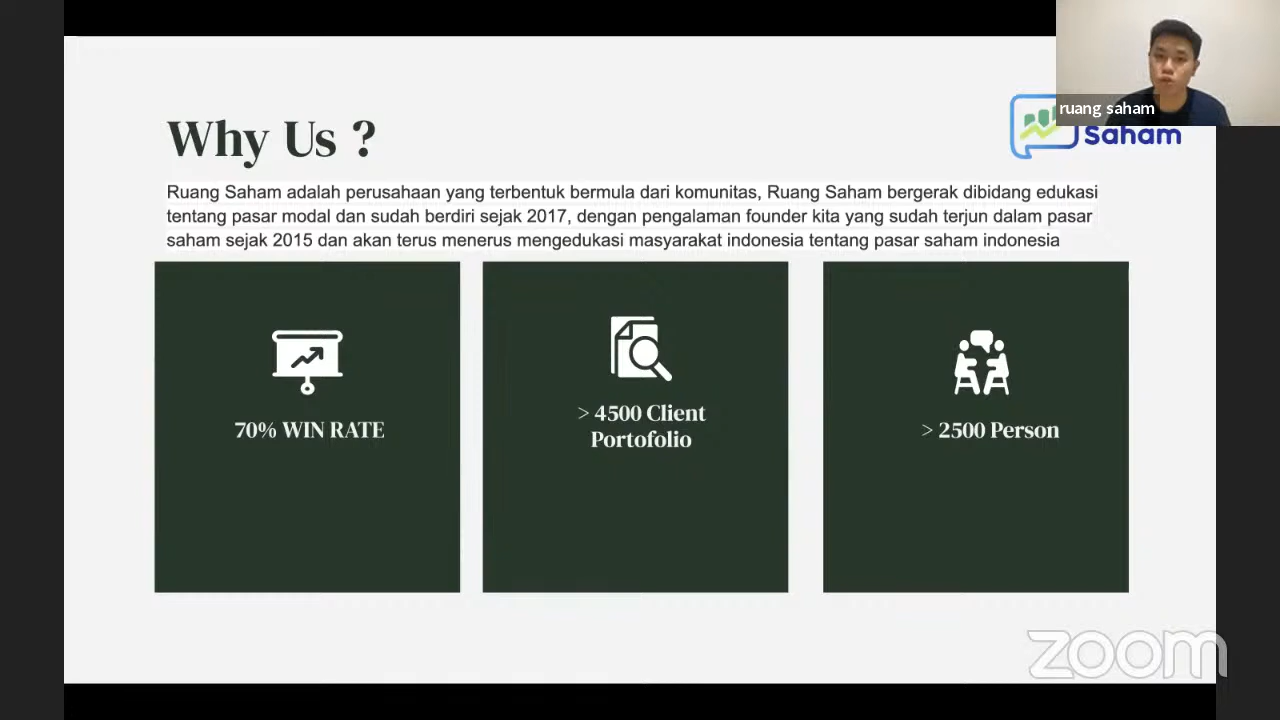 ruang saham
Saham
Why Us ?
Ruang Saham adalah perusahaan yang terbentuk bermula dari komunitas, Ruang Saham bergerak dibidang edukasi
tentang pasar modal dan sudah berdiri sejak 2017, dengan pengalaman founder kita yang sudah terjun dalam pasar
saham sejak 2015 dan akan terus menerus mengedukasi masyarakat indonesia tentang pasar saham indonesia
70% WIN RATE
> 4500 Client
Portofolio
> 2500 Person
zoom